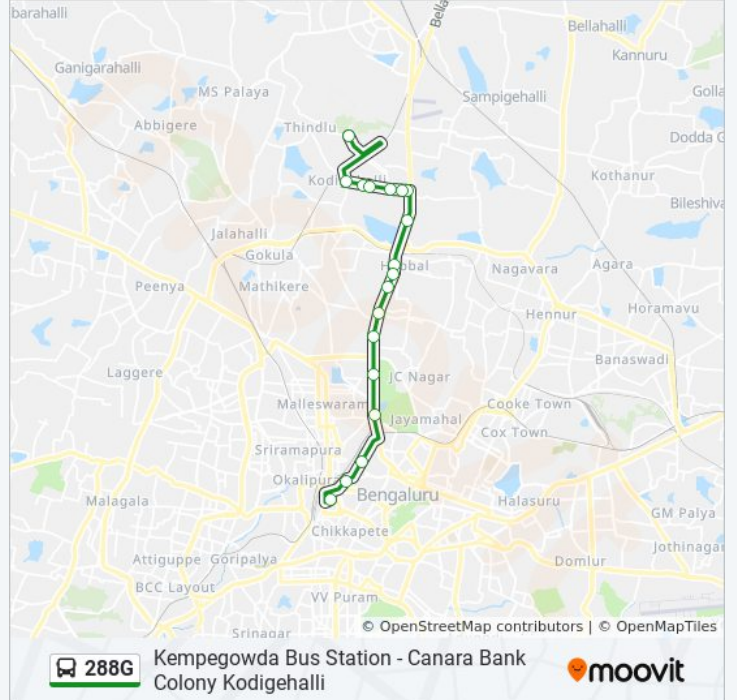 barahalli
Bella
Bellahalli
Kannuru
Ganigarahalli
MS Palaya
Sampigehalli
Golla
Abbigere
Thindlu
Dodda G
Kothanur
Bileshiva
Jalahalli
Gokula
Nagavara
Agara
Peenya
Mathikere
Horamavu
Hennur
Banaswadi
Laggere
JC Nagar
Malleswaram
Cooke Town
Jayamahal
Cox Town
Sriramapura
Malagala
Bengaluru
Halasuru
GM Palya
Chikkapete
Jothinagar
Attiguppe
Goripalya
Domlur
BCC Layout
VV Puram
Srinagar
© OpenStreetMap contributors | © OpenMapTiles
288G
Kempegowda Bus Station - Canara Bank
Colony Kodigehalli
moovit